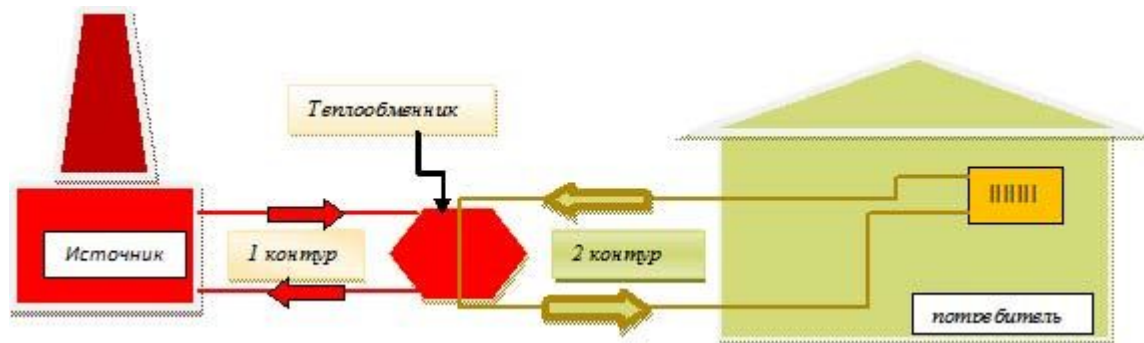 Теплообменник
Источник
1 контур
2 контур
потребитель